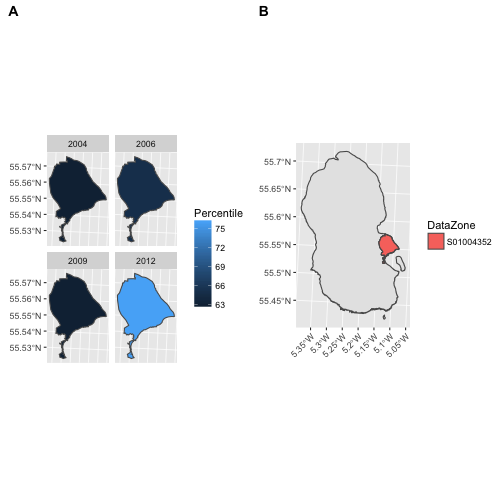 A
B
2004
2006
55.57°N
55.56°N
55.55°N
55.54°N
55.53°N
2009
2012
55.57°N
55.56°N
55.55°N
55.54°N
55.53°N
Percentile
75
72
69
66
63
55.7°N
55.65°N
55.6°N
55.55°N
55.5°N
55.45°N
5.35°W
5.3°W
5.25°W
5.2°W
5.15°W
5.1°W
5.05°W
DataZone
S01004352